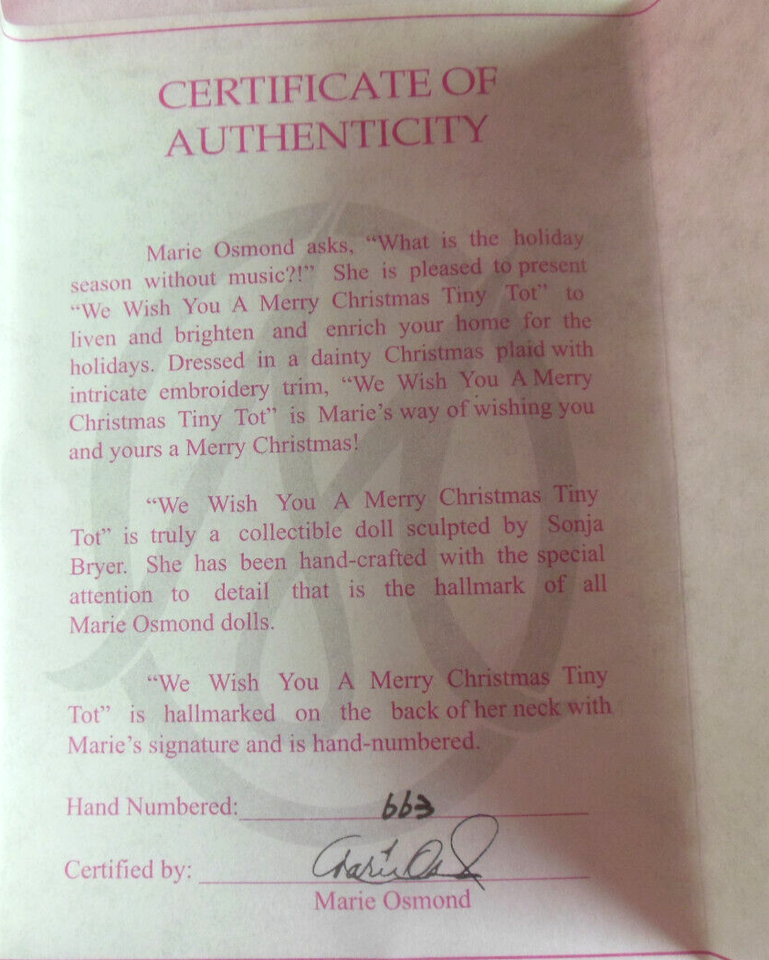 CERTIFICATE OF
AUTHENTICITY
Marie Osmond asks, “What is the holiday
season without music?!” She is pleased to present
“We Wish You A Merry Christmas Tiny Tot” to
liven and brighten and enrich your home for the
holidays. Dressed in a dainty Christmas plaid with
intricate embroidery trim, “We Wish You A Merry
Christmas Tiny Tot” is Marie’s way of wishing you
and yours a Merry Christmas!
“We Wish You A Merry Christmas Tiny
Tot” is truly a collectible doll sculpted by Sonja
Bryer. She has been hand-crafted with the special
attention to detail that is the hallmark of all
Marie Osmond dolls.
“We Wish You A Merry Christmas Tiny
Tot” is hallmarked on the back of her neck with
Marie’s signature and is hand-numbered.
Hand Numbered: 663
Certified by: Marie Os
Marie Osmond